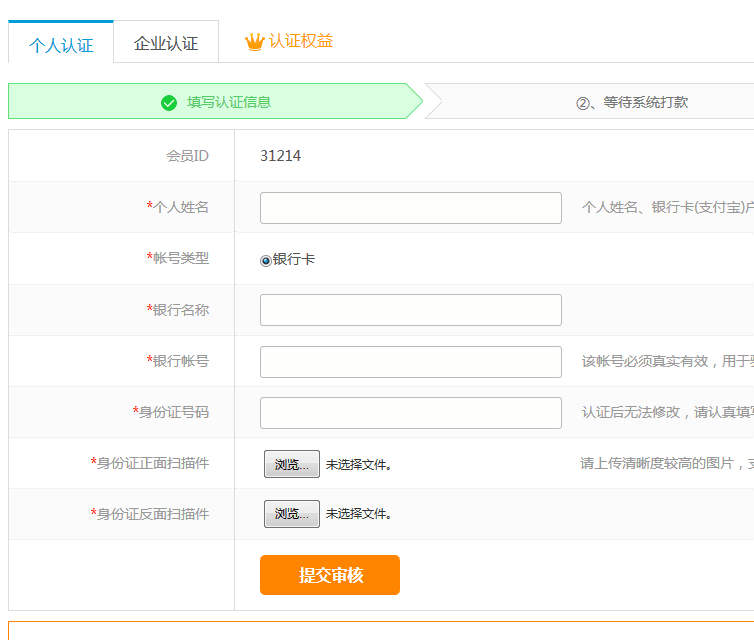 个人认证 企业认证 认证权益
填写认证信息 ②、等待系统打款
会员ID 31214
*个人姓名 个人姓名、银行卡(支付宝)户
*帐号类型 银行卡
*银行名称
*银行帐号 该帐号必须真实有效，用于
*身份证号码 认证后无法修改，请认真填写
*身份证正面扫描件 浏览... 未选择文件。 请上传清晰度较高的图片，支
*身份证反面扫描件 浏览... 未选择文件。
提交审核